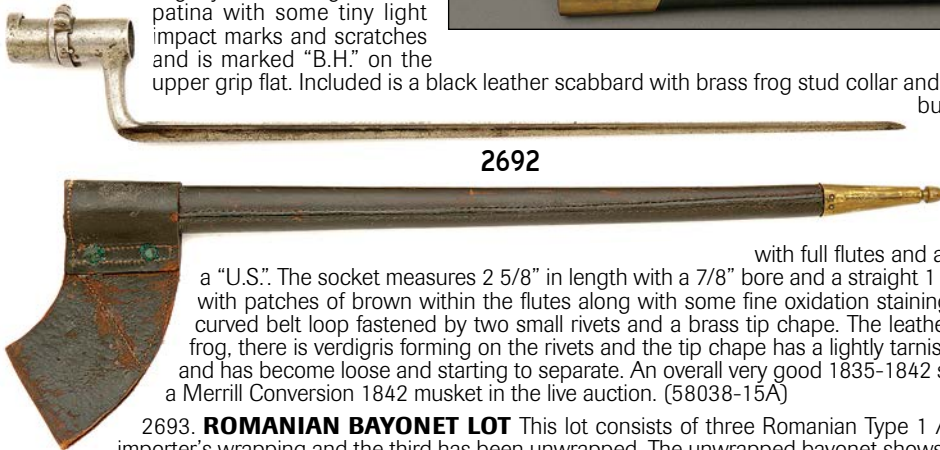 patina with some tiny light
impact marks and scratches
and is marked “B.H.” on the
upper grip flat. Included is a black leather scabbard with brass frog stud collar and
bu
2692
with full flutes and a
a “U.S.”. The socket measures 2 5/8” in length with a 7/8” bore and a straight 1
with patches of brown within the flutes along with some fine oxidation staining
curved belt loop fastened by two small rivets and a brass tip chape. The leathe
frog, there is verdigris forming on the rivets and the tip chape has a lightly tarnis
and has become loose and starting to separate. An overall very good 1835-1842 s
a Merrill Conversion 1842 musket in the live auction. (58038-15A)
2693. ROMANIAN BAYONET LOT This lot consists of three Romanian Type 1 A
importer’s wrapping and the third has been unwrapped. The unwrapped bayonet shows